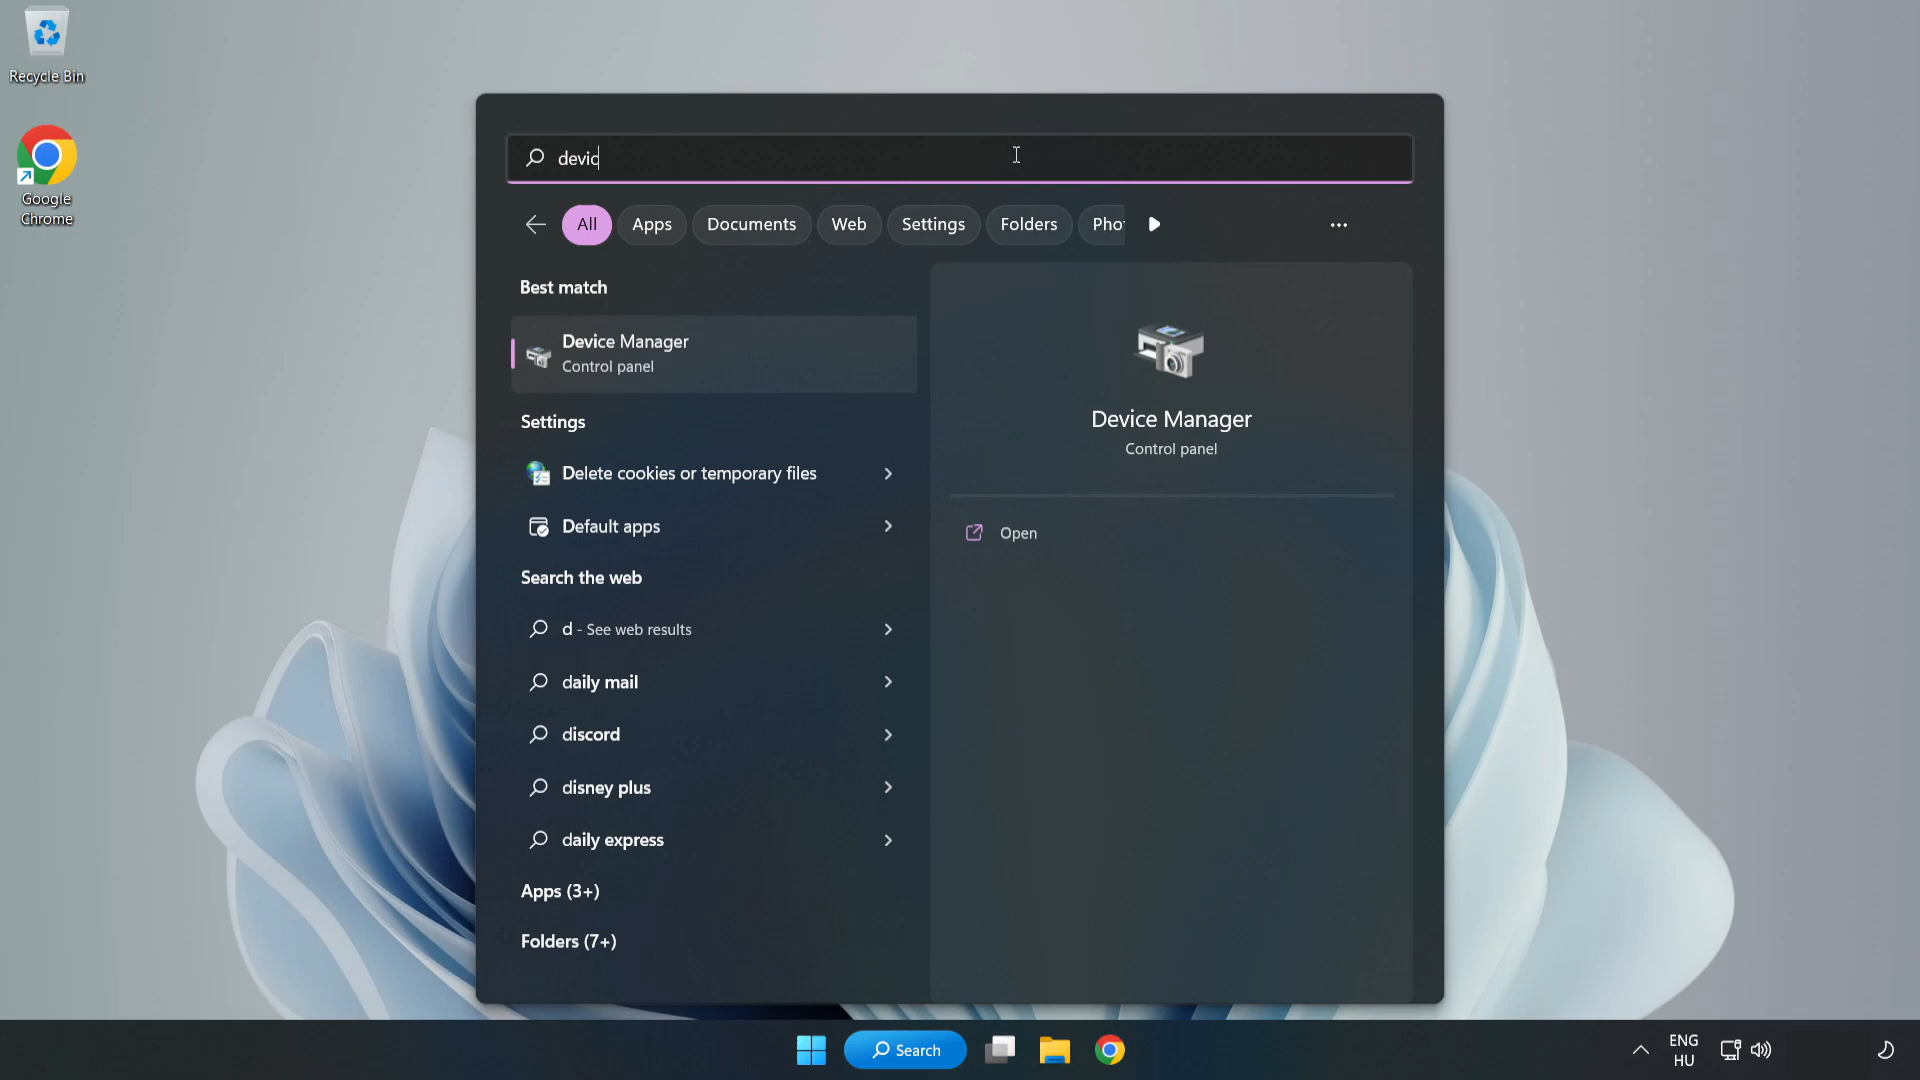 Recycle Bin
Google
Chrome
devic
All
Apps
Documents
Web
Settings
Folders
Pho
Best match
Device Manager
Control panel
Settings
Delete cookies or temporary files
Default apps
Search the web
d - See web results
daily mail
discord
disney plus
daily express
Apps (3+)
Folders (7+)
Device Manager
Control panel
Open
Search
ENG
HU